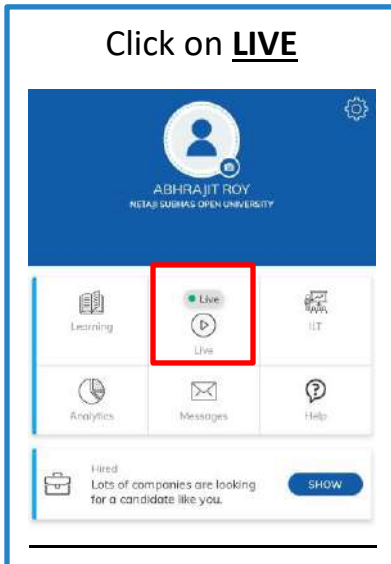 Click on LIVE
ABHRAJIT ROY
NETAJI SUBHAS OPEN UNIVERSITY
Live
Learning
Live
ILT
Analytics
Messages
Help
Hired
Lots of companies are looking
for a candidate like you.
SHOW